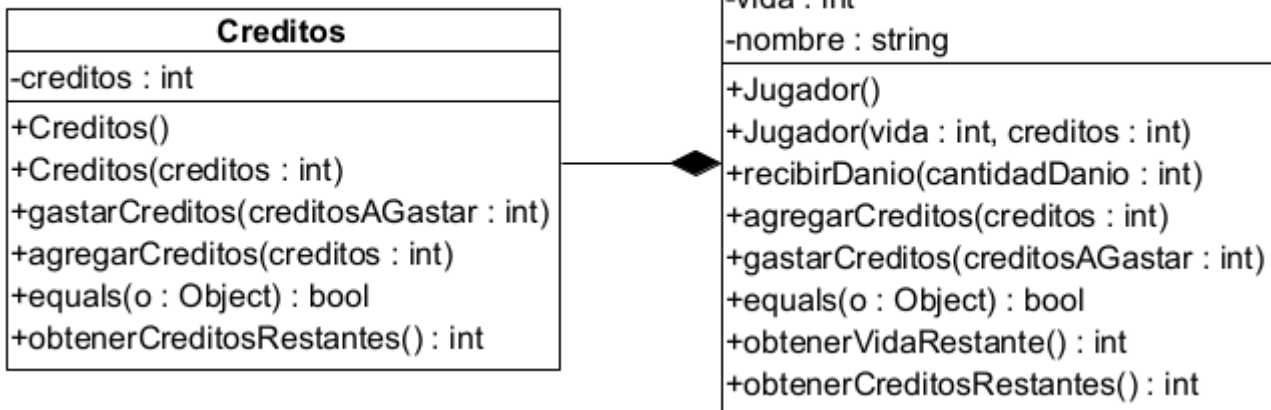 Creditos
-creditos : int
+Creditos()
+Creditos(creditos : int)
+gastarCreditos(creditosAGastar : int)
+agregarCreditos(creditos : int)
+equals(o : Object) : bool
+obtenerCreditosRestantes() : int
-vida : int
-nombre : string
+Jugador()
+Jugador(vida : int, creditos : int)
+recibirDanio(cantidadDanio : int)
+agregarCreditos(creditos : int)
+gastarCreditos(creditosAGastar : int)
+equals(o : Object) : bool
+obtenerVidaRestante() : int
+obtenerCreditosRestantes() : int